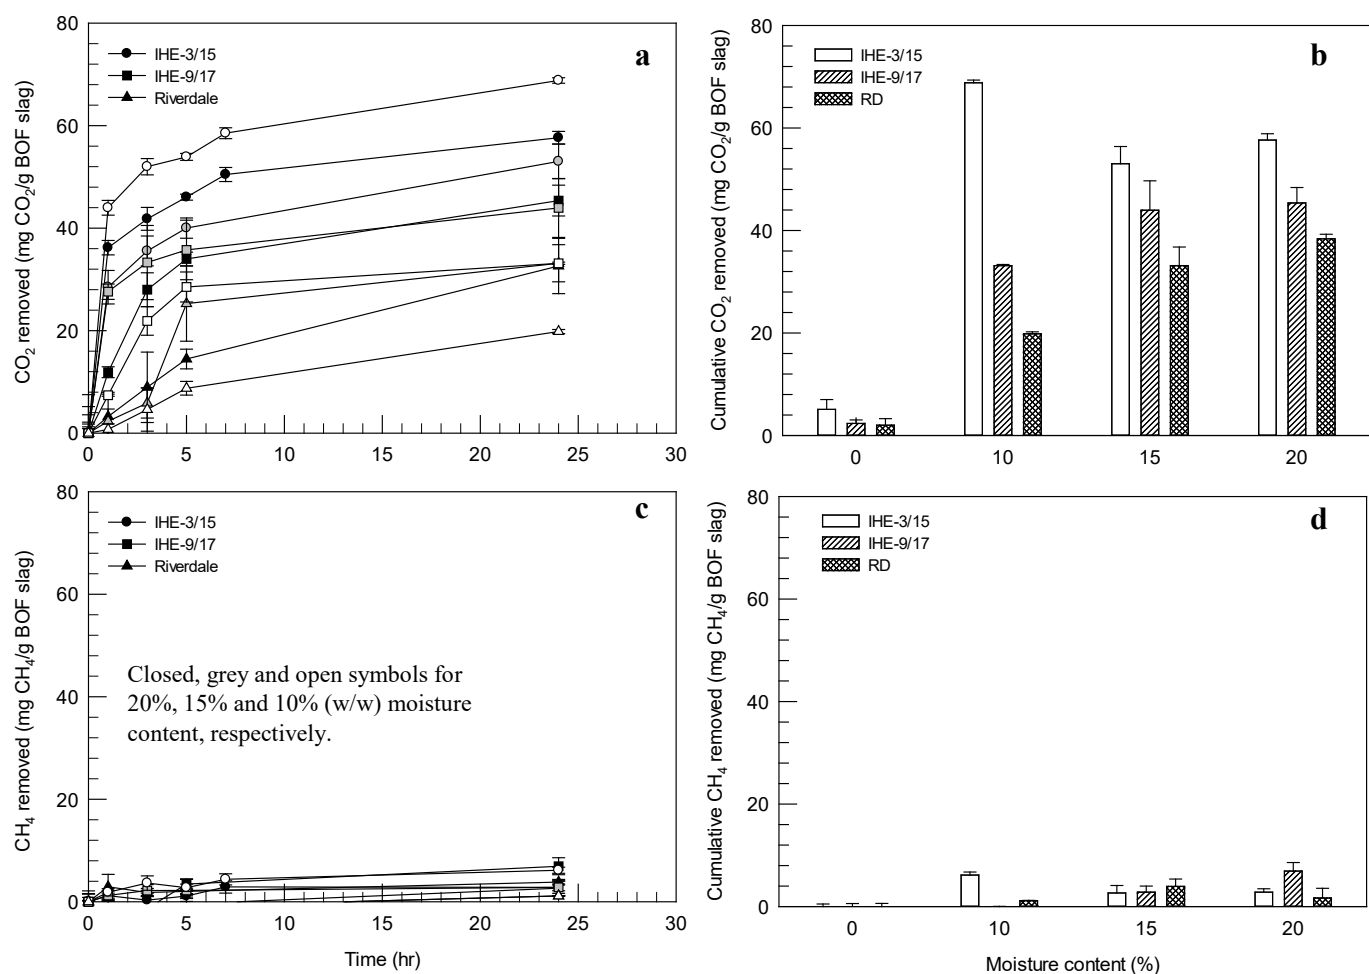 a
IHE-3/15
IHE-9/17
Riverdale
CO₂ removed (mg CO₂/g BOF slag)
80
60
40
20
0
0 5 10 15 20 25 30
b
IHE-3/15
IHE-9/17
RD
Cumulative CO₂ removed (mg CO₂/g BOF slag)
80
60
40
20
0
0 10 15 20
c
IHE-3/15
IHE-9/17
Riverdale
CH₄ removed (mg CH₄/g BOF slag)
80
60
40
20
0
Closed, grey and open symbols for
20%, 15% and 10% (w/w) moisture
content, respectively.
0 5 10 15 20 25 30
Time (hr)
d
IHE-3/15
IHE-9/17
RD
Cumulative CH₄ removed (mg CH₄/g BOF slag)
80
60
40
20
0
0 10 15 20
Moisture content (%)